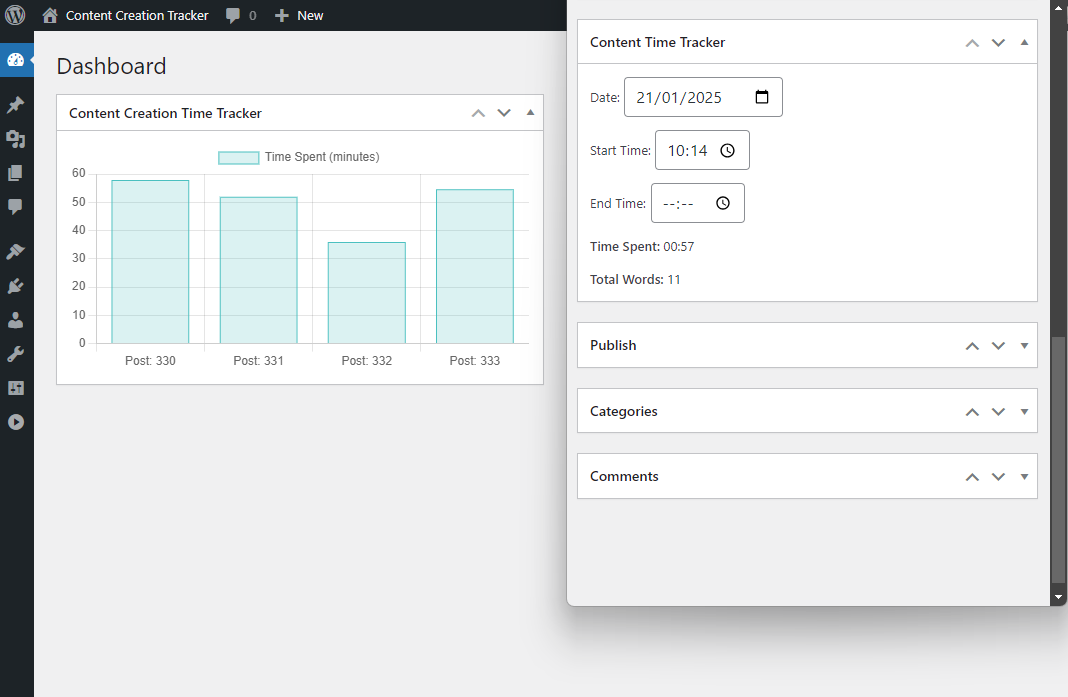 Content Creation Tracker 0 New
Dashboard
Content Creation Time Tracker
Time Spent (minutes)
60
50
40
30
20
10
0
Post: 330 Post: 331 Post: 332 Post: 333
Content Time Tracker
Date: 21/01/2025
Start Time: 10:14
End Time: --:--
Time Spent: 00:57
Total Words: 11
Publish
Categories
Comments